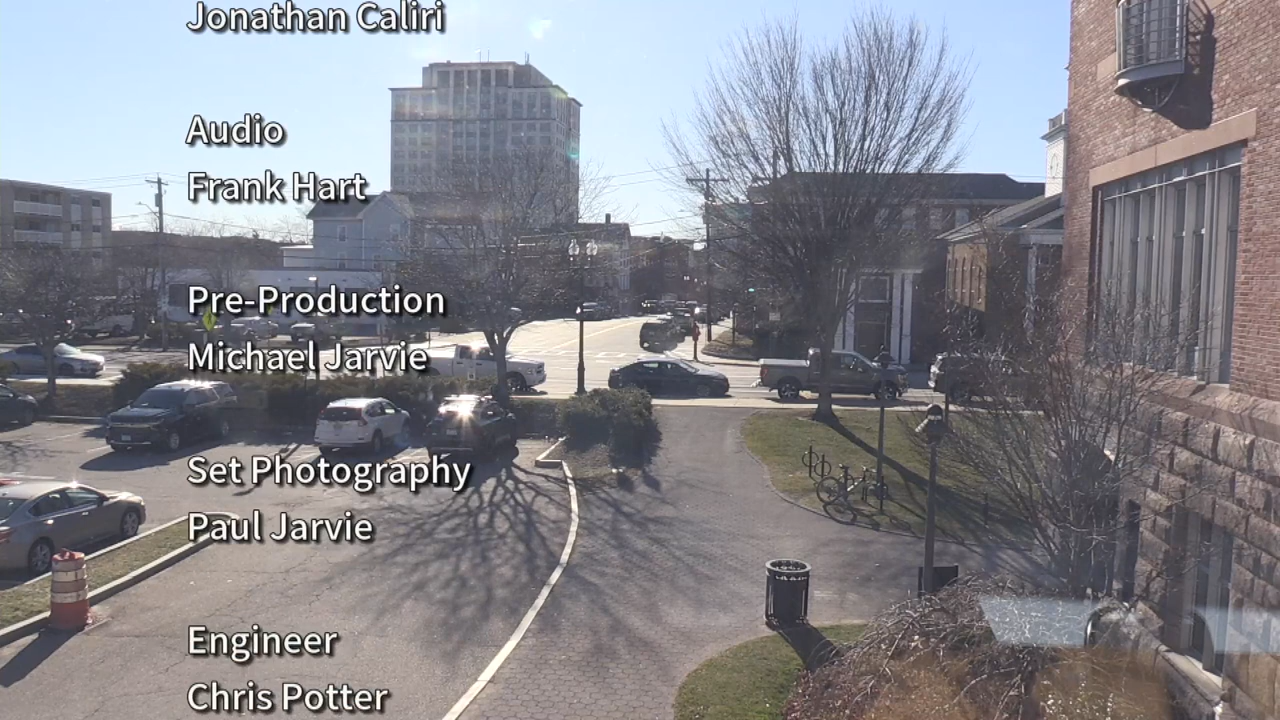 Jonathan Caliri
Audio
Frank Hart
Pre-Production
Michael Jarvie
Set Photography
Paul Jarvie
Engineer
Chris Potter